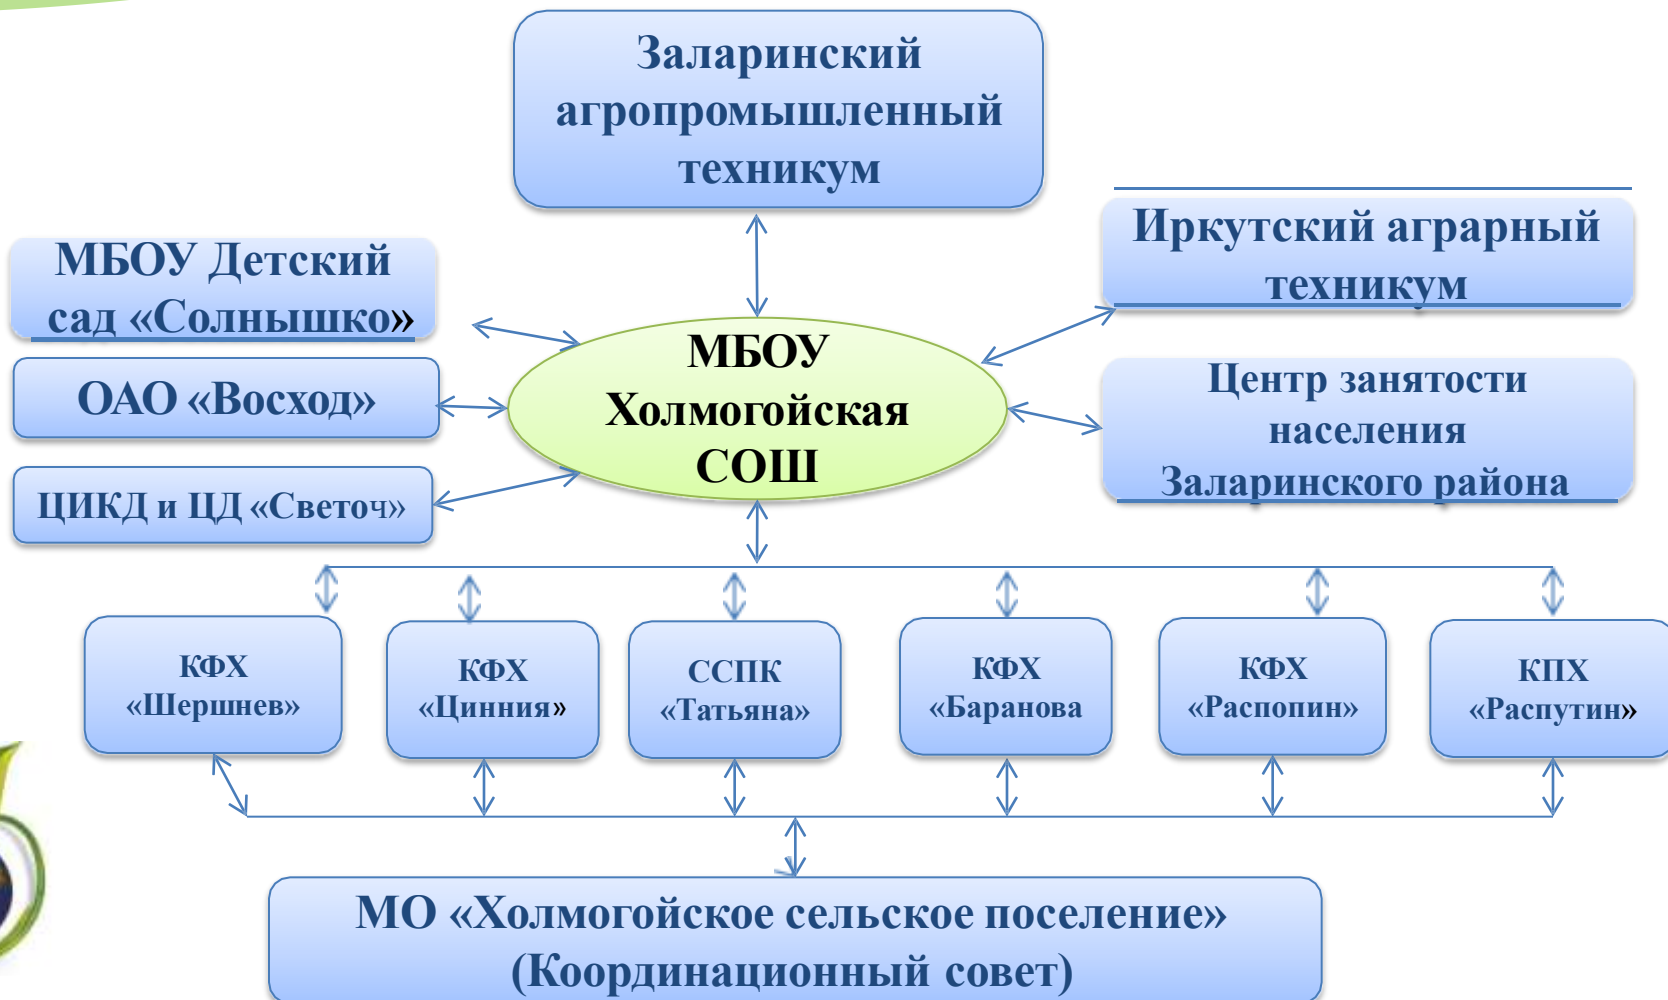 Заларинский
агропромышленный
техникум
Иркутский аграрный
техникум
МБОУ Детский
сад «Солнышко»
МБОУ
Холмогойская
СОШ
ОАО «Восход»
Центр занятости
населения
Заларинского района
ЦИКД и ЦД «Светоч»
КФХ
«Шершнев»
КФХ
«Цинния»
ССПК
«Татьяна»
КФХ
«Баранова
КФХ
«Распопин»
КПХ
«Распутин»
МО «Холмогойское сельское поселение»
(Координационный совет)